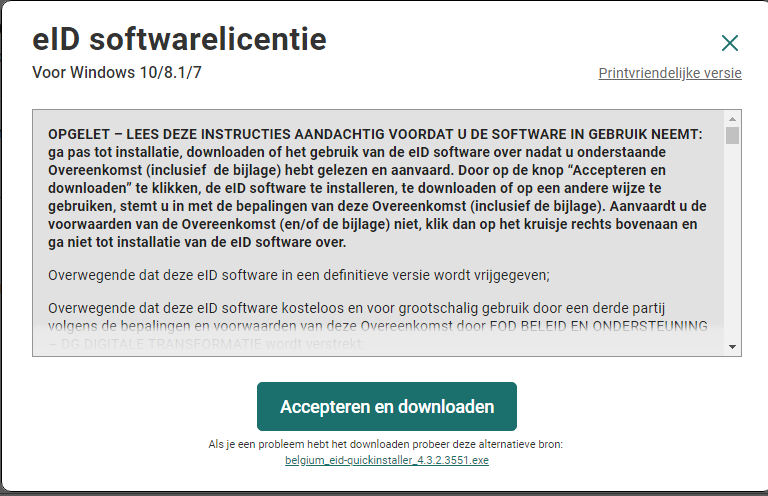 eID softwarelicentie
Voor Windows 10/8.1/7
Printvriendelijke versie
OPGELET – LEES DEZE INSTRUCTIES AANDACHTIG VOORDAT U DE SOFTWARE IN GEBRUIK NEEMT:
ga pas tot installatie, downloaden of het gebruik van de eID software over nadat u onderstaande
Overeenkomst (inclusief de bijlage) hebt gelezen en aanvaard. Door op de knop “Accepteren en
downloaden” te klikken, de eID software te installeren, te downloaden of op een andere wijze te
gebruiken, stemt u in met de bepalingen van deze Overeenkomst (inclusief de bijlage). Aanvaardt u de
voorwaarden van de Overeenkomst (en/of de bijlage) niet, klik dan op het kruisje rechts bovenaan en
ga niet tot installatie van de eID software over.
Overwegende dat deze eID software in een definitieve versie wordt vrijgegeven;
Overwegende dat deze eID software kosteloos en voor grootschalig gebruik door een derde partij
volgens de bepalingen en voorwaarden van deze Overeenkomst door FOD BELEID EN ONDERSTEUNING
– DG DIGITALE TRANSFORMATIE wordt verstrekt;
Accepteren en downloaden
Als je een probleem hebt het downloaden probeer deze alternatieve bron:
belgium_eid-quickinstaller_4.3.2.3551.exe